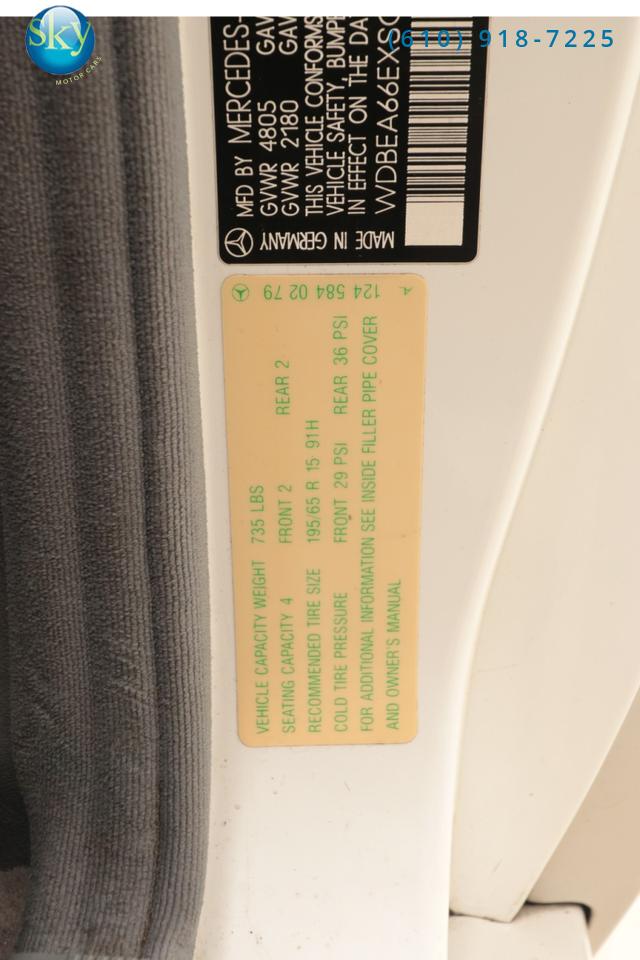 Sky
MOTOR CARS
(610) 918-7225
MFD BY MERCEDES-
GVWR 4805 GAW
GVWR 2180 GAW
THIS VEHICLE CONFORMS
VEHICLE SAFETY, BUMPE
IN EFFECT ON THE DA
WDBEA66EX
MADE IN GERMANY
124 584 02 79
VEHICLE CAPACITY WEIGHT 735 LBS
SEATING CAPACITY 4 FRONT 2 REAR 2
RECOMMENDED TIRE SIZE 195/65 R 15 91H
COLD TIRE PRESSURE FRONT 29 PSI REAR 36 PSI
FOR ADDITIONAL INFORMATION SEE INSIDE FILLER PIPE COVER
AND OWNER'S MANUAL